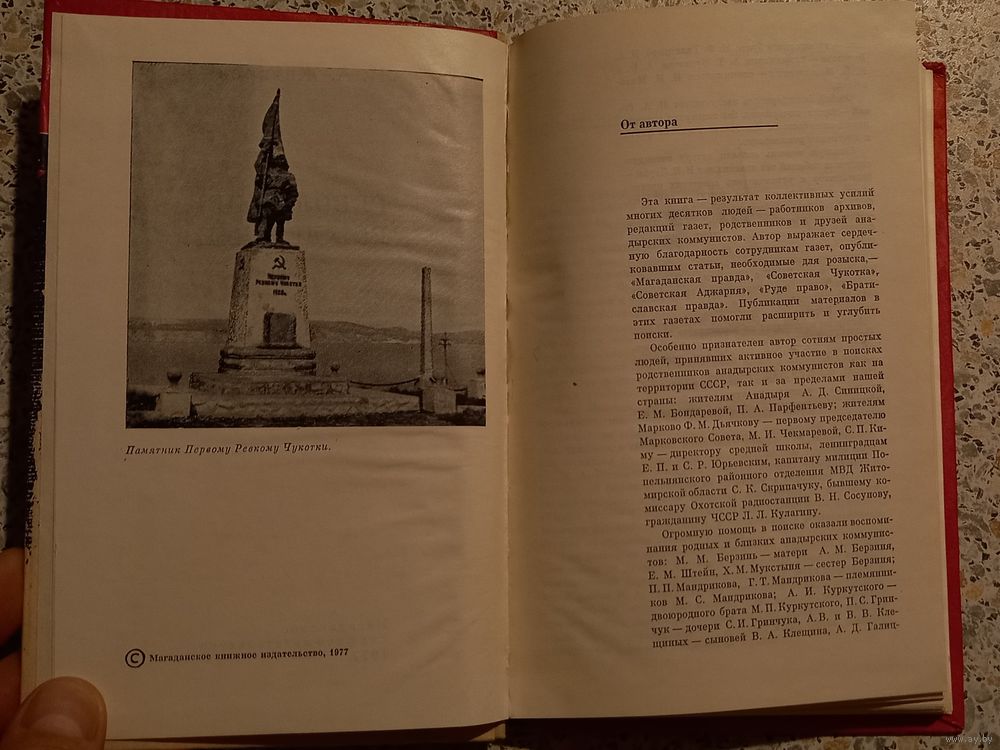 ПЕРВОМУ
РЕВКОМУ ЧУКОТКИ
Памятник Первому Ревкому Чукотки.
© Магаданское книжное издательство, 1977
От автора
Эта книга — результат коллективных усилий
многих десятков людей — работников архивов,
редакций газет, родственников и друзей ана-
дырских коммунистов. Автор выражает сердеч-
ную благодарность сотрудникам газет, опубли-
ковавшим статьи, необходимые для розыска,—
«Магаданская правда», «Советская Чукотка»,
«Советская Аджария», «Руде право», «Брати-
славская правда». Публикации материалов в
этих газетах помогли расширить и углубить
поиски.
Особенно признателен автор сотням простых
людей, принявших активное участие в поисках
родственников анадырских коммунистов как на
территории СССР, так и за пределами нашей
страны: жителям Анадыря А. Д. Синицкой,
Е. М. Бондаревой, П. А. Парфентьеву; жителям
Марково Ф. М. Дьячкову — первому председателю
Марковского Совета, М. И. Чекмаревой, С. П. Ки-
му — директору средней школы, ленинградцам
Е. П. и С. Р. Юрьевским, капитану милиции По-
пельнянского районного отделения МВД Жито-
мирской области С. К. Скрипачуку, бывшему ко-
миссару Охотской радиостанции В. Н. Сосунову,
гражданину ЧССР Л. Л. Кулагину.
Огромную помощь в поиске оказали воспоми-
нания родных и близких анадырских коммунис-
тов: М. М. Берзинь — матери А. М. Берзиня,
Е. М. Штейн, Х. М. Мукстыня — сестер Берзиня;
П. П. Мандрикова, Г. Т. Мандрикова — племянни-
ков М. С. Мандрикова; А. И. Куркутского —
двоюродного брата М. П. Куркутского, П. С. Грин-
чук — дочери С. И. Гринчука, А. В. и В. В. Кле-
щиных — сыновей В. А. Клещина, А. Д. Галиц-
www.ay.by